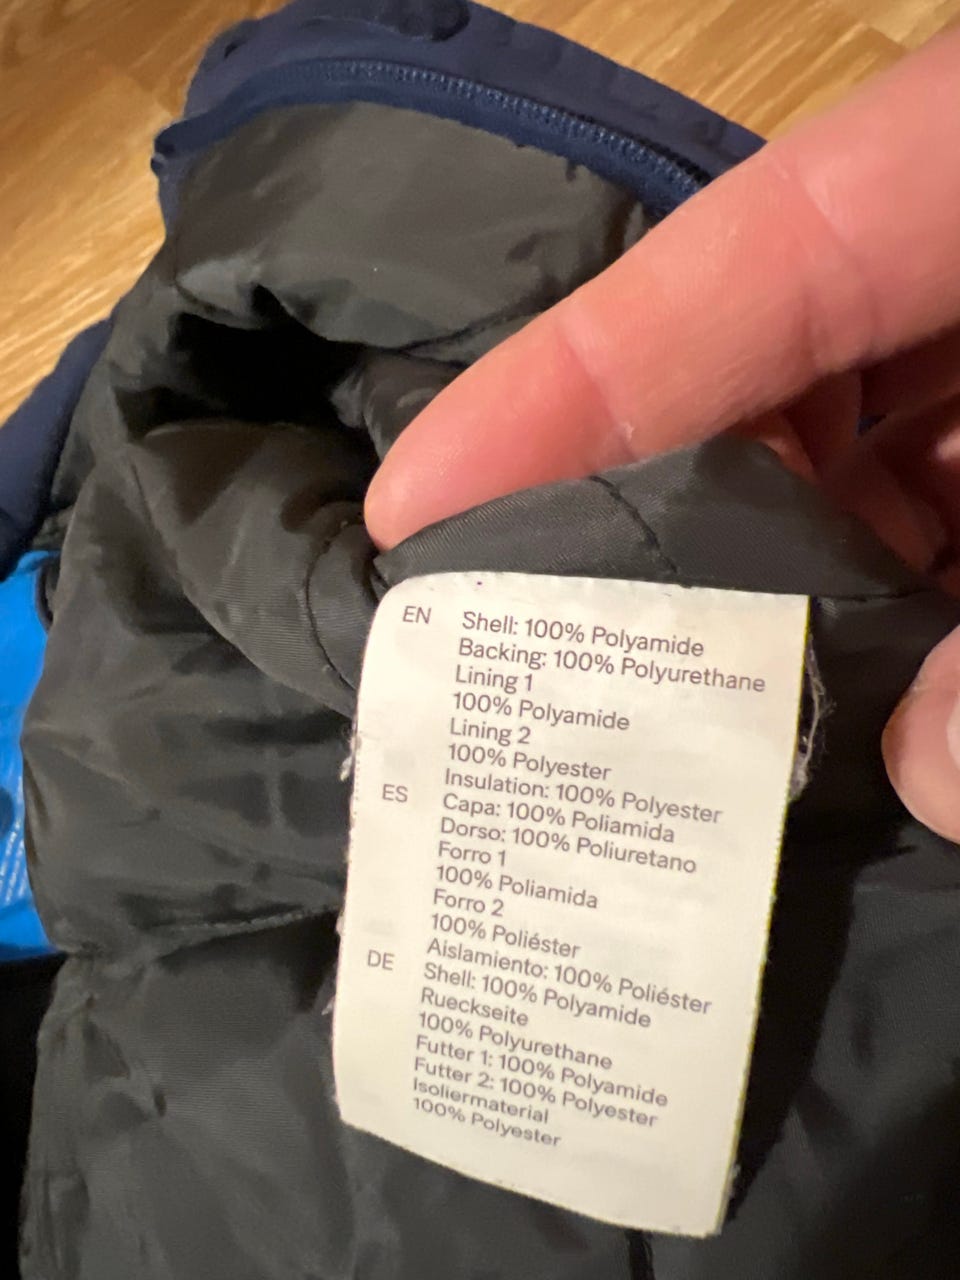 EN Shell: 100% Polyamide
Backing: 100% Polyurethane
Lining 1
100% Polyamide
Lining 2
100% Polyester
Insulation: 100% Polyester
ES Capa: 100% Poliamida
Dorso: 100% Poliuretano
Forro 1
100% Poliamida
Forro 2
100% Poliéster
Aislamiento: 100% Poliéster
DE Shell: 100% Polyamide
Rueckseite
100% Polyurethane
Futter 1: 100% Polyamide
Futter 2: 100% Polyester
Isoliermaterial
100% Polyester